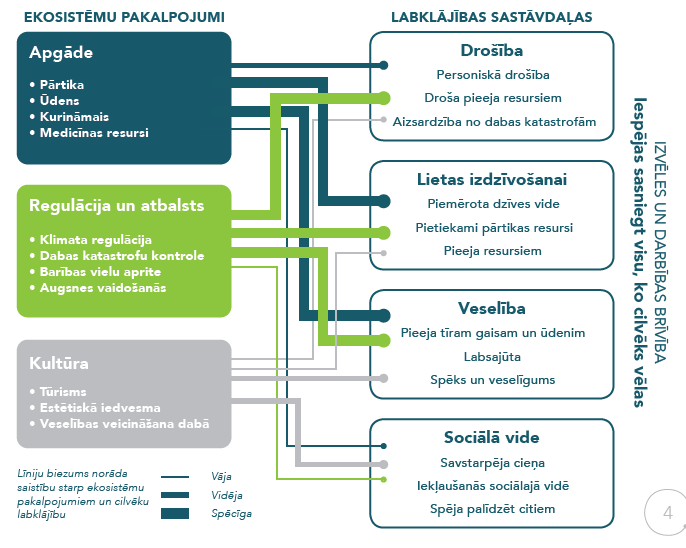 EKOSISTĒMU PAKALPOJUMI
Apgāde
• Pārtika
• Ūdens
• Kurināmais
• Medicīnas resursi
Regulācija un atbalsts
• Klimata regulācija
• Dabas katastrofu kontrole
• Barības vielu aprite
• Augsnes vaidošanās
Kultūra
• Tūrisms
• Estētiskā iedvesma
• Veselības veicināšana dabā
Līniju biezums norāda
saistību starp ekosistēmu
pakalpojumiem un cilvēku
labklājību
Vāja
Vidēja
Spēcīga
LABKLĀJĪBAS SASTĀVDAĻAS
Drošība
Personiskā drošība
Droša pieeja resursiem
Aizsardzība no dabas katastrofām
Lietas izdzīvošanai
Piemērota dzīves vide
Pietiekami pārtikas resursi
Pieeja resursiem
Veselība
Pieeja tīram gaisam un ūdenim
Labsajūta
Spēks un veselīgums
Sociālā vide
Savstarpēja cieņa
Iekļaušanās sociālajā vidē
Spēja palīdzēt citiem
IZVĒLES UN DARBĪBAS BRĪVĪBA
Iespējas sasniegt visu, ko cilvēks vēlas
4